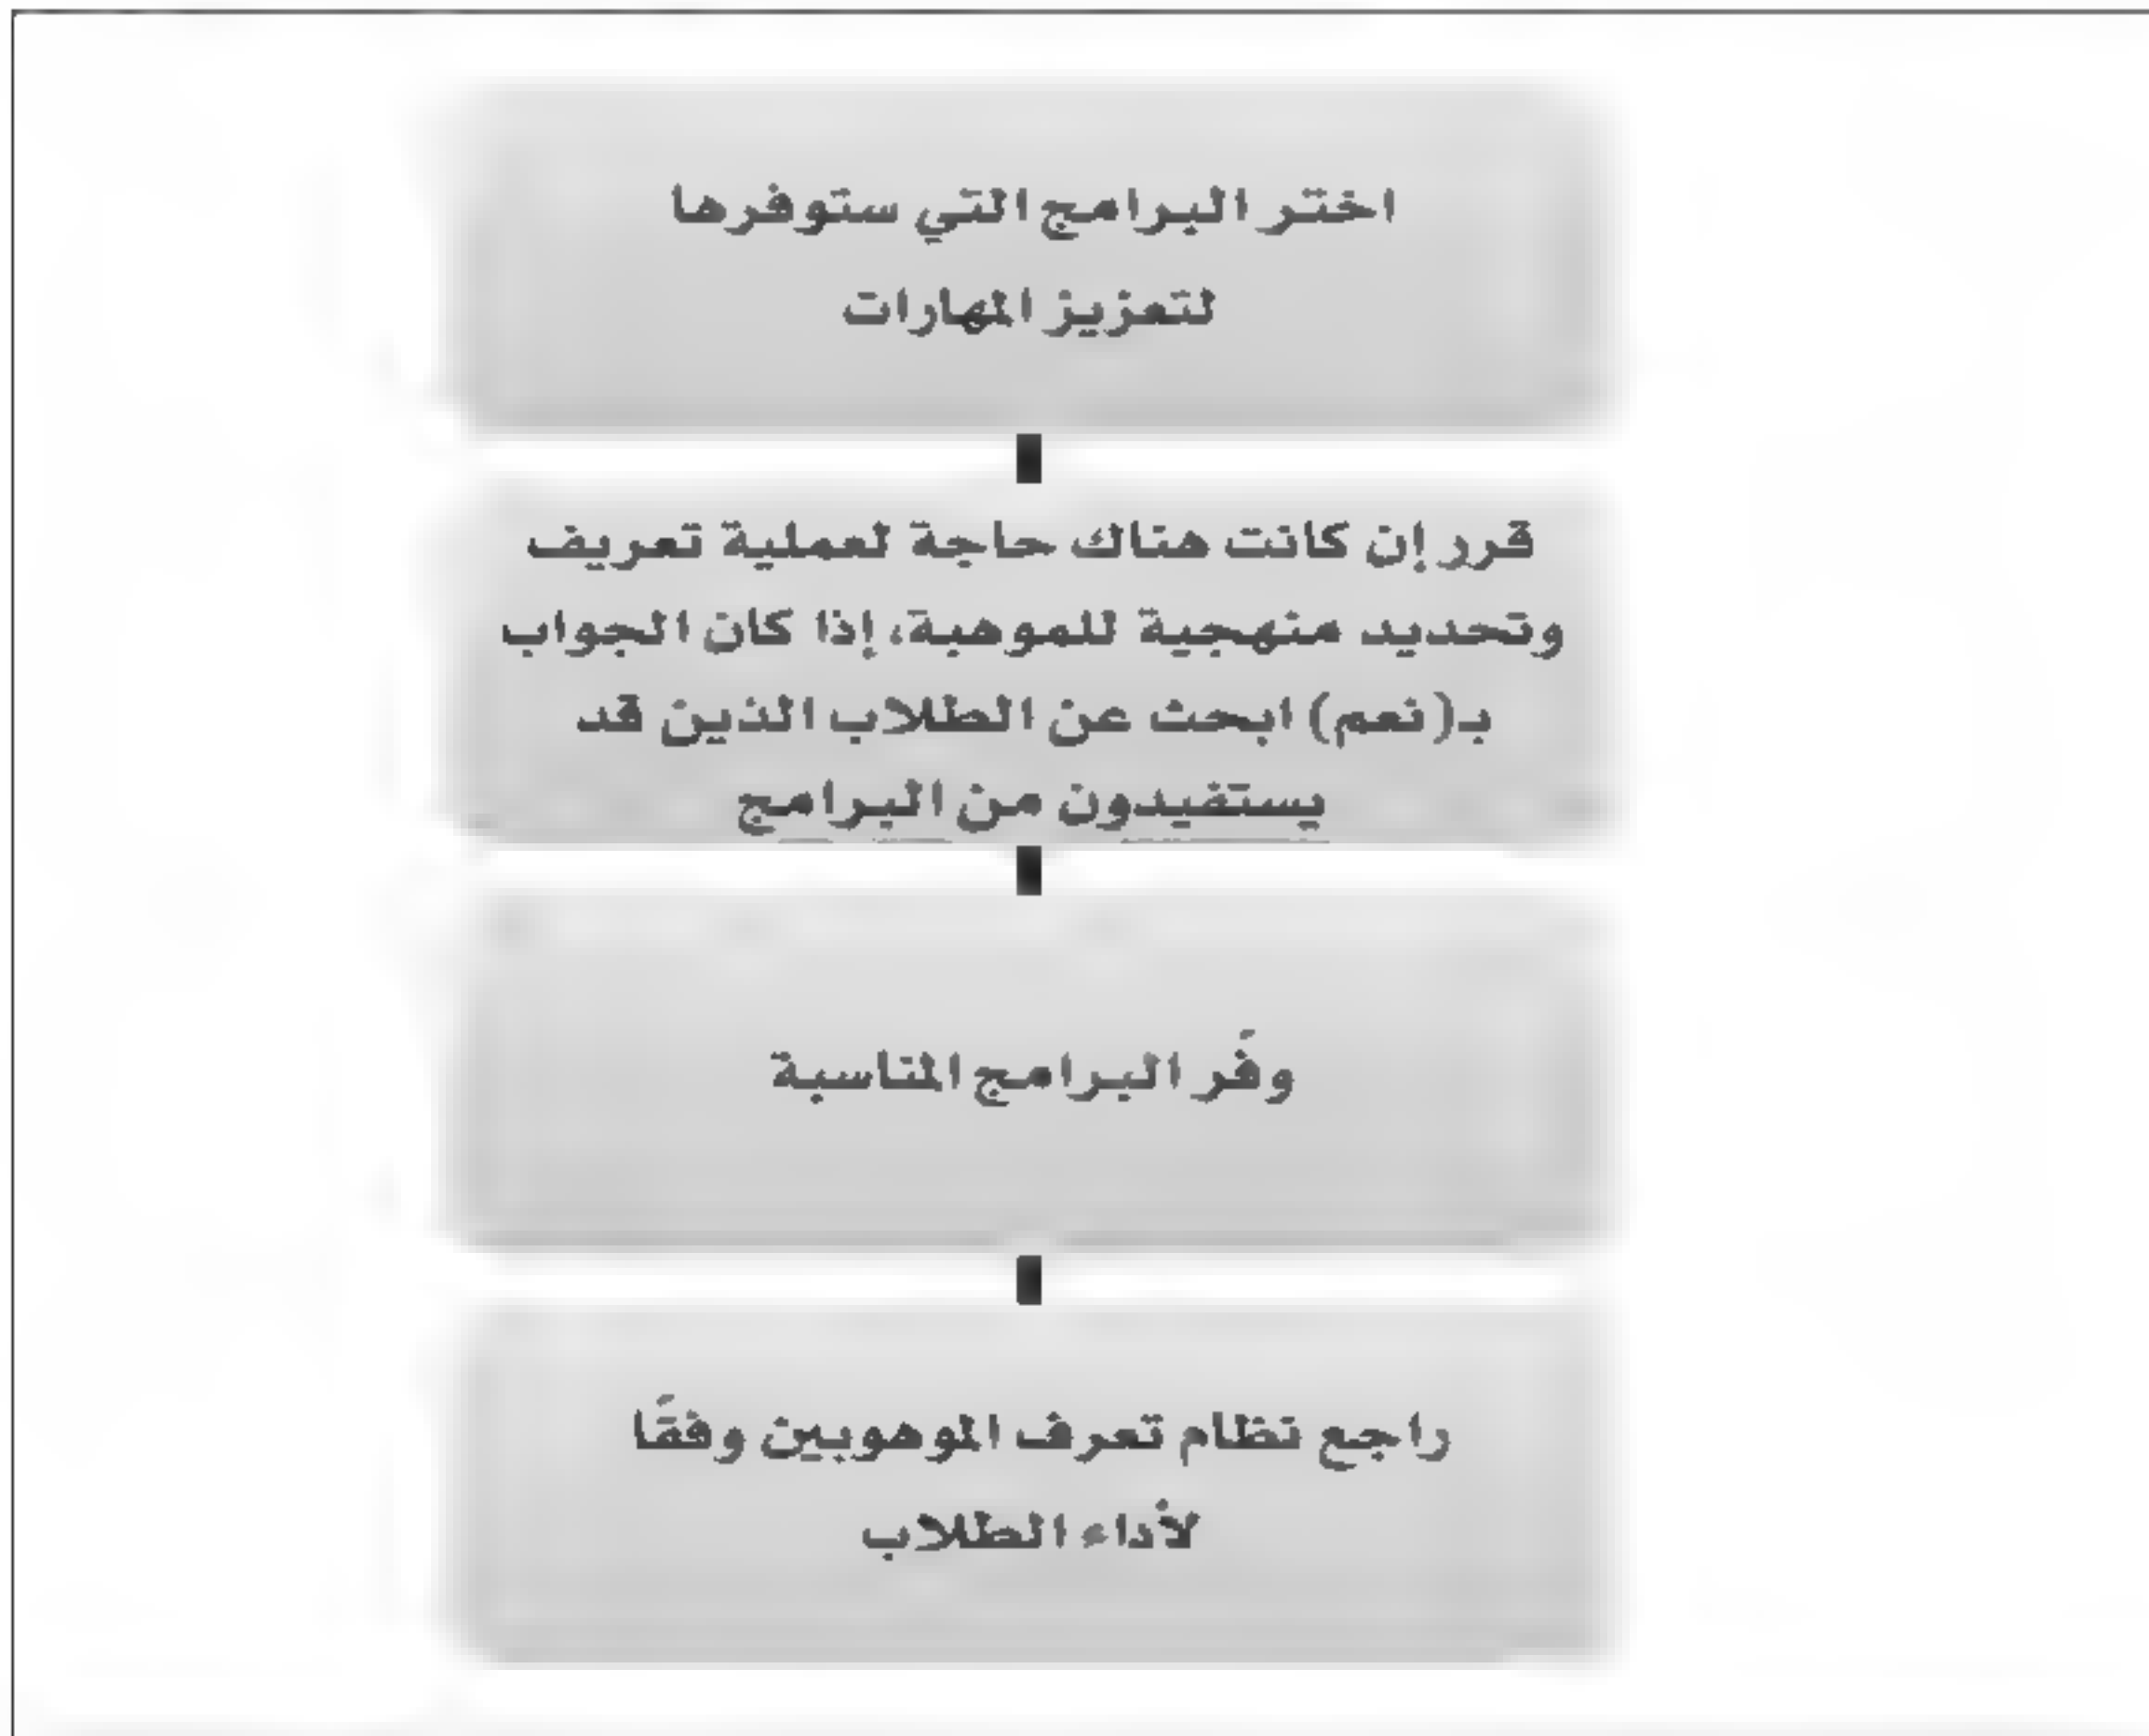 اختر البرامج التي ستوفرها
لتعزيز المهارات
قرر إن كانت هناك حاجة لعملية تعريف
وتحديد منهجية للموهبة، إذا كان الجواب
بـ(نعم) ابحث عن الطلاب الذين قد
يستفيدون من البرامج
وفَّر البرامج المناسبة
راجع نظام تعرف الموهوبين وفقًا
لأداء الطلاب